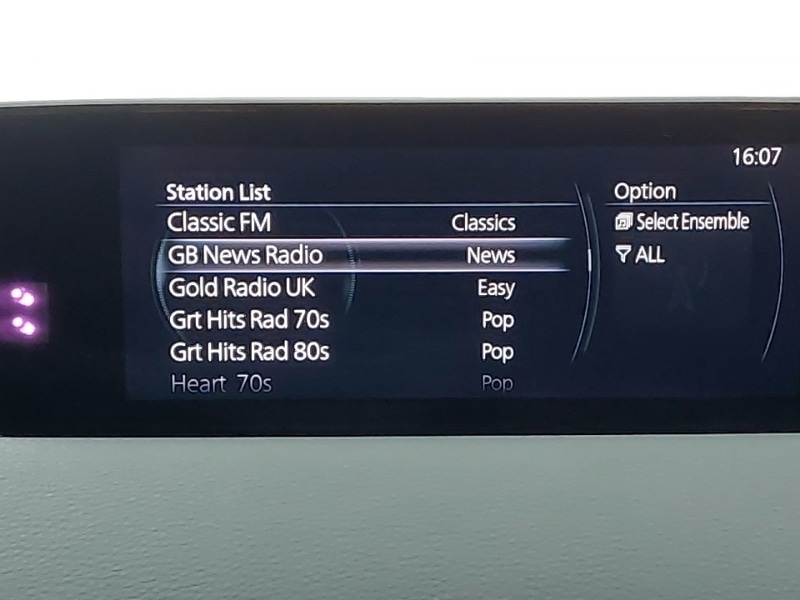 16:07
Station List
Classic FM Classics
GB News Radio News
Gold Radio UK Easy
Grt Hits Rad 70s Pop
Grt Hits Rad 80s Pop
Heart 70s Pop
Option
Select Ensemble
ALL